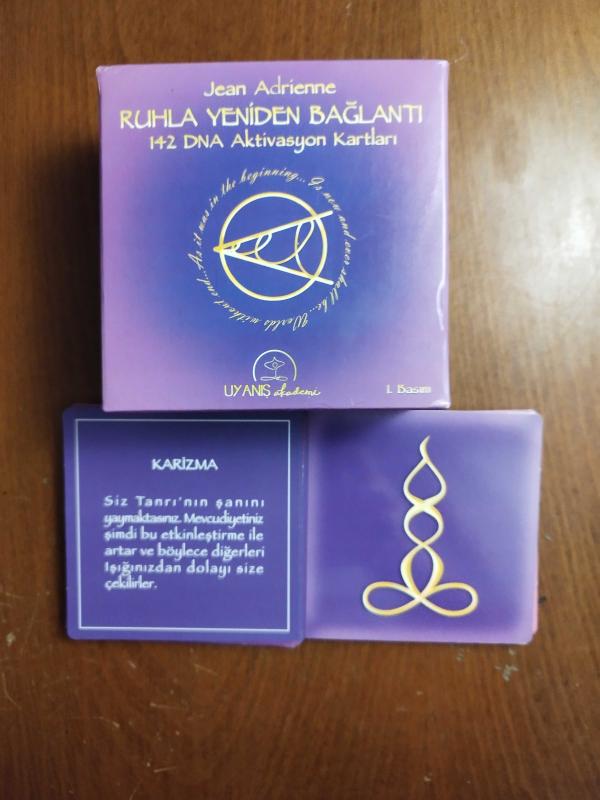 Jean Adrienne
RUHLA YENİDEN BAĞLANTI
142 DNA Aktivasyon Kartları
As it was in the beginning... Is now and ever shall be... Worlds without end...
UYANIŞ akademi
1. Basım
KARİZMA
Siz Tanrı'nın şanını
yaymaktasınız. Mevcudiyetiniz
şimdi bu etkinleştirme ile
artar ve böylece diğerleri
Işığınızdan dolayı size
çekilirler.